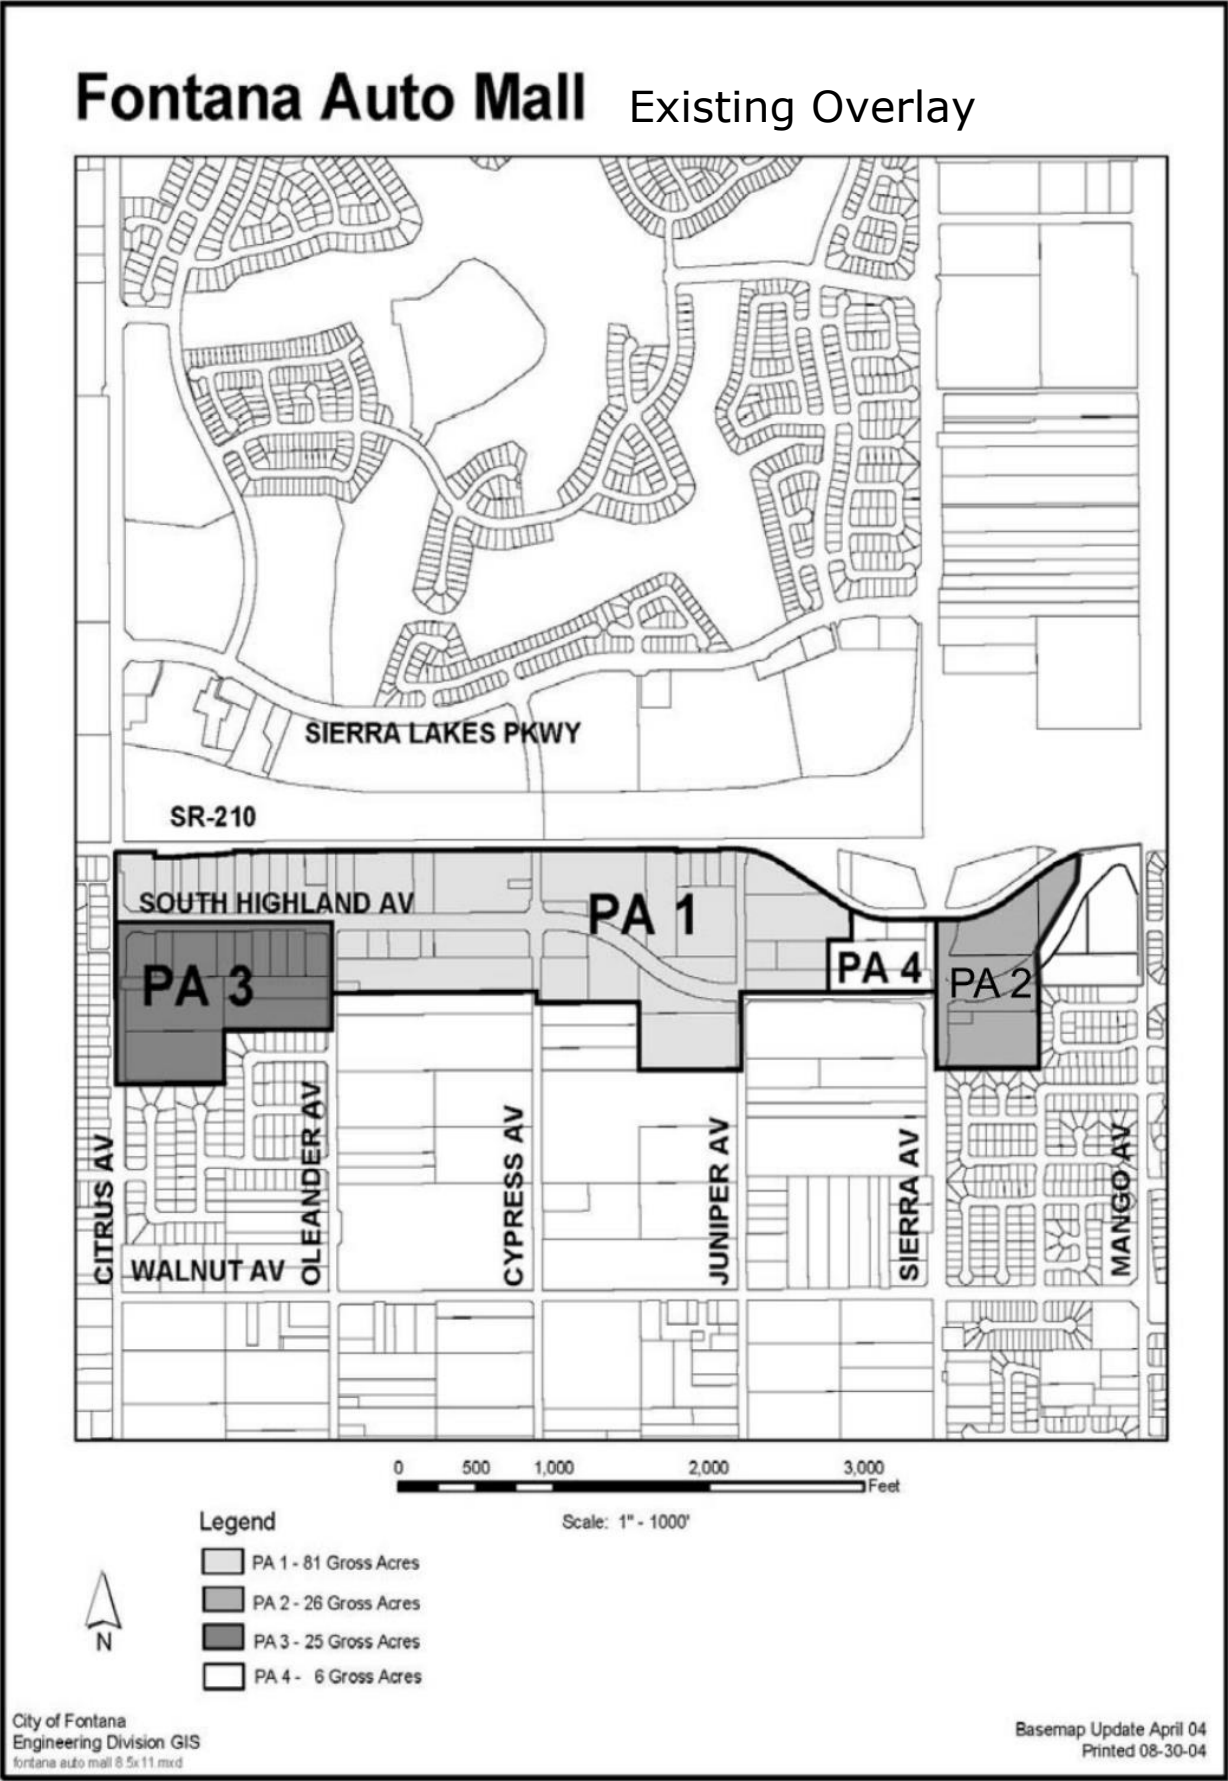 Fontana Auto Mall Existing Overlay
SIERRA LAKES PKWY
SR-210
SOUTH HIGHLAND AV
PA 1
PA 3
PA 4
PA 2
CITRUS AV
OLEANDER AV
CYPRESS AV
JUNIPER AV
SIERRA AV
MANGO AV
WALNUT AV
0 500 1,000 2,000 3,000
Feet
Scale: 1" - 1000'
Legend
PA 1 - 81 Gross Acres
PA 2 - 26 Gross Acres
PA 3 - 25 Gross Acres
PA 4 - 6 Gross Acres
N
City of Fontana
Engineering Division GIS
fontana auto mall 8.5x11.mxd
Basemap Update April 04
Printed 08-30-04